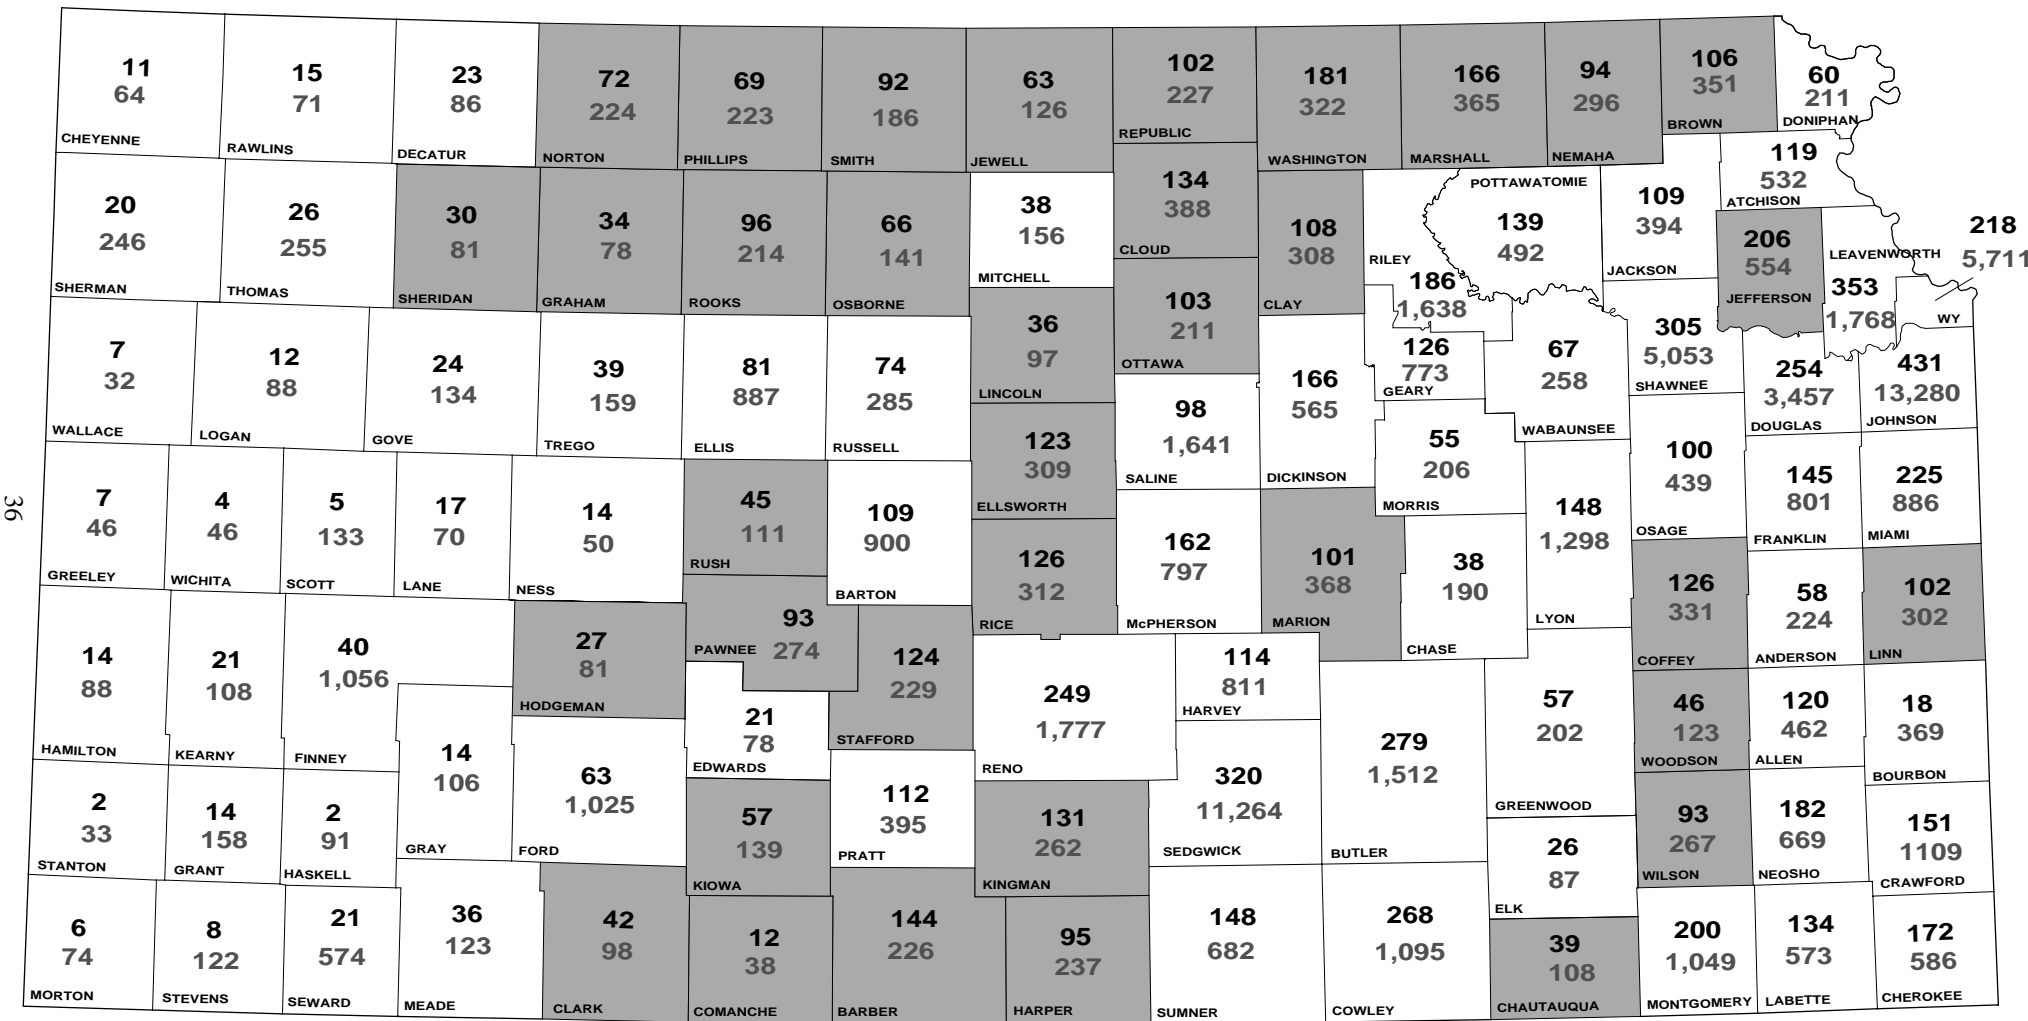 11
64
CHEYENNE
15
71
RAWLINS
23
86
DECATUR
72
224
NORTON
69
223
PHILLIPS
92
186
SMITH
63
126
JEWELL
102
227
REPUBLIC
181
322
WASHINGTON
166
365
MARSHALL
94
296
NEMAHA
106
351
BROWN
60
211
DONIPHAN
20
246
SHERMAN
26
255
THOMAS
30
81
SHERIDAN
34
78
GRAHAM
96
214
ROOKS
66
141
OSBORNE
38
156
MITCHELL
134
388
CLOUD
108
308
CLAY
RILEY
186
1,638
POTTAWATOMIE
139
492
109
394
JACKSON
119
532
ATCHISON
206
554
JEFFERSON
LEAVENWORTH
353
1,768
218
5,711
WY
7
32
WALLACE
12
88
LOGAN
24
134
GOVE
39
159
TREGO
81
887
ELLIS
74
285
RUSSELL
36
97
LINCOLN
103
211
OTTAWA
98
1,641
SALINE
166
565
DICKINSON
126
773
GEARY
67
258
WABAUNSEE
305
5,053
SHAWNEE
254
3,457
DOUGLAS
431
13,280
JOHNSON
36
7
46
GREELEY
4
46
WICHITA
5
133
SCOTT
17
70
LANE
14
50
NESS
45
111
RUSH
109
900
BARTON
123
309
ELLSWORTH
126
312
RICE
162
797
McPHERSON
101
368
MARION
55
206
MORRIS
38
190
CHASE
148
1,298
LYON
100
439
OSAGE
145
801
FRANKLIN
225
886
MIAMI
14
88
HAMILTON
21
108
KEARNY
40
1,056
FINNEY
27
81
HODGEMAN
93
PAWNEE 274
124
229
STAFFORD
21
78
EDWARDS
249
1,777
RENO
114
811
HARVEY
126
331
COFFEY
58
224
ANDERSON
102
302
LINN
14
106
GRAY
63
1,025
FORD
57
139
KIOWA
112
395
PRATT
131
262
KINGMAN
320
11,264
SEDGWICK
279
1,512
BUTLER
57
202
GREENWOOD
46
123
WOODSON
120
462
ALLEN
18
369
BOURBON
2
33
STANTON
14
158
GRANT
2
91
HASKELL
26
87
ELK
93
267
WILSON
182
669
NEOSHO
151
1109
CRAWFORD
6
74
MORTON
8
122
STEVENS
21
574
SEWARD
36
123
MEADE
42
98
CLARK
12
38
COMANCHE
144
226
BARBER
95
237
HARPER
148
682
SUMNER
268
1,095
COWLEY
39
108
CHAUTAUQUA
200
1,049
MONTGOMERY
134
573
LABETTE
172
586
CHEROKEE